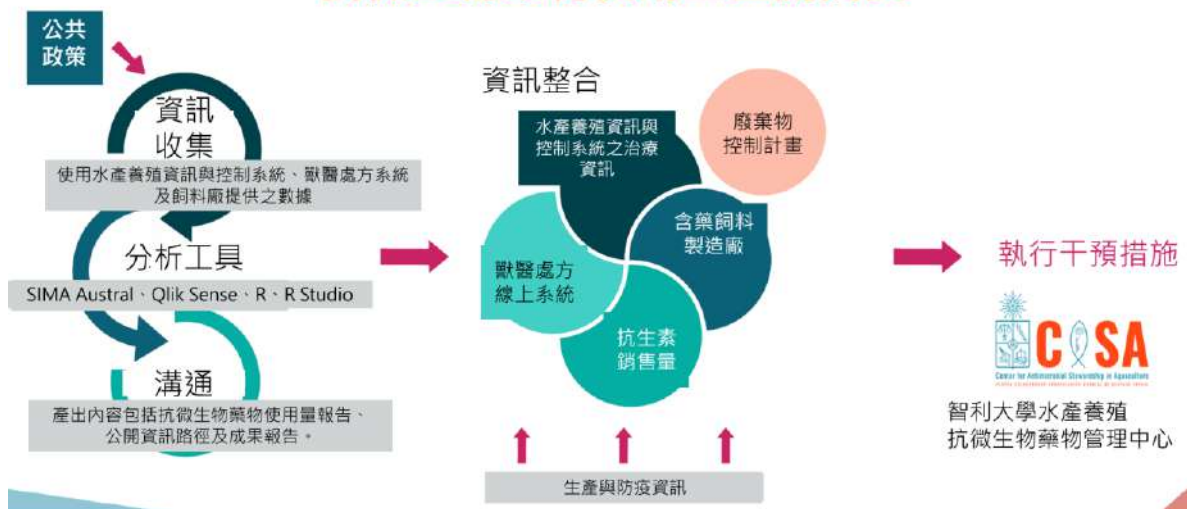 公共
政策
資訊
收集
使用水產養殖資訊與控制系統、獸醫處方系統
及飼料廠提供之數據
分析工具
SIMA Austral、Qlik Sense、R、R Studio
溝通
產出內容包括抗微生物藥物使用量報告、
公開資訊路徑及成果報告。
資訊整合
水產養殖資訊與
控制系統之治療
資訊
廢棄物
控制計畫
含藥飼料
製造廠
獸醫處方
線上系統
抗生素
銷售量
生產與防疫資訊
執行干預措施
CASA
Center for Antimicrobial Stewardship in Aquaculture
智利大學水產養殖
抗微生物藥物管理中心